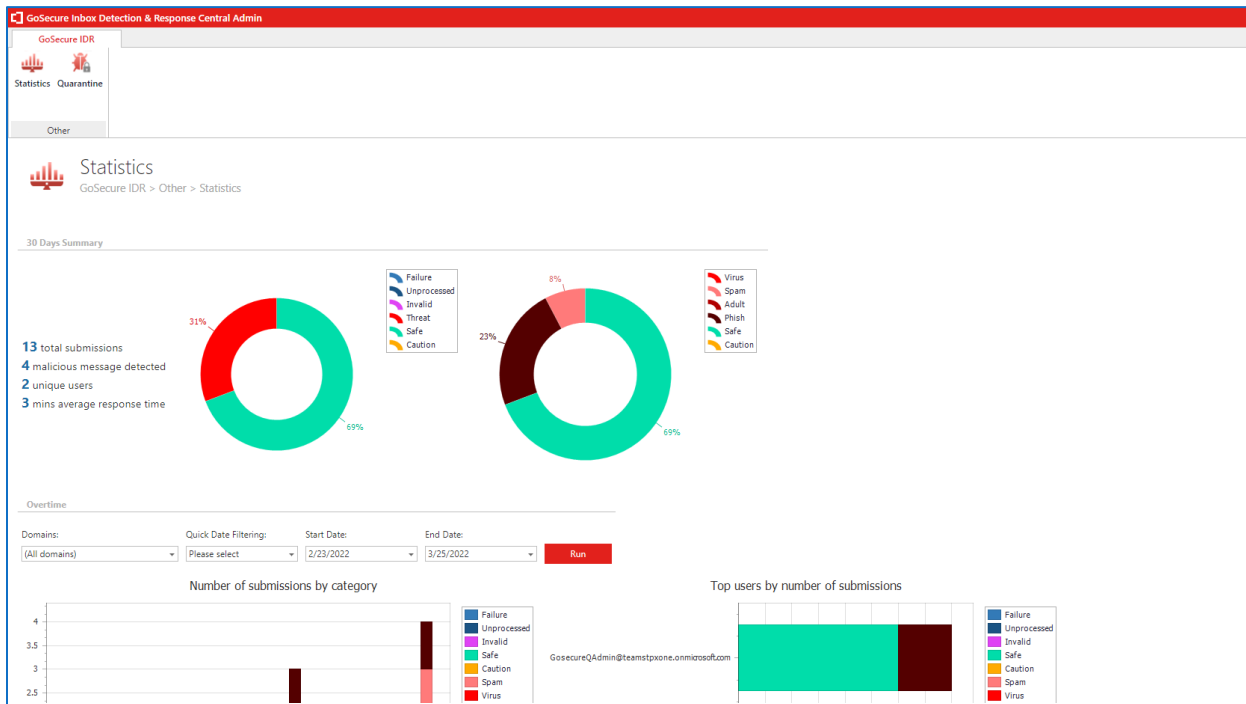 GoSecure Inbox Detection & Response Central Admin
GoSecure IDR
Statistics Quarantine
Other
Statistics
GoSecure IDR > Other > Statistics
30 Days Summary
13 total submissions
4 malicious message detected
2 unique users
3 mins average response time
31%
69%
Failure
Unprocessed
Invalid
Threat
Safe
Caution
8%
23%
69%
Virus
Spam
Adult
Phish
Safe
Caution
Overtime
Domains: Quick Date Filtering: Start Date: End Date:
(All domains) Please select 2/23/2022 3/25/2022 Run
Number of submissions by category
4
3.5
3
2.5
Failure
Unprocessed
Invalid
Safe
Caution
Spam
Virus
Top users by number of submissions
GosecureQAdmin@teamstpxone.onmicrosoft.com
Failure
Unprocessed
Invalid
Safe
Caution
Spam
Virus